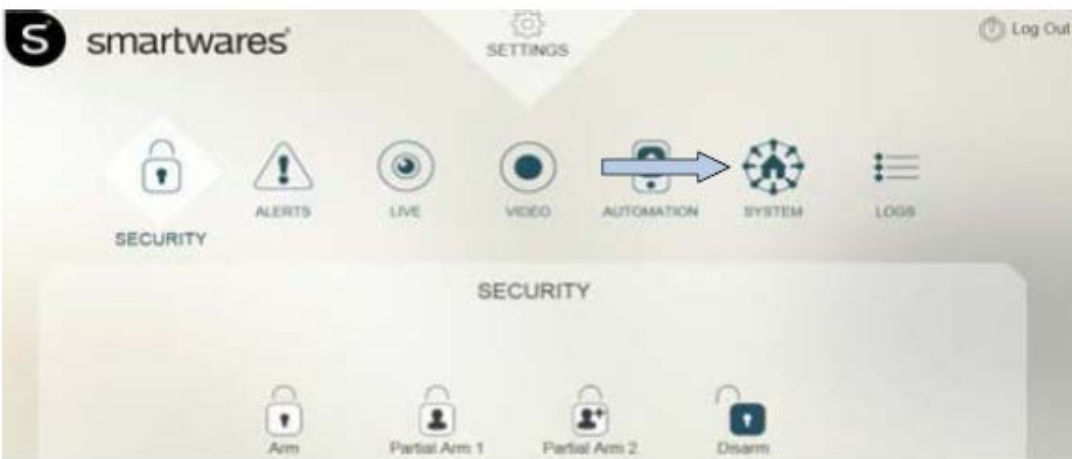 S smartwares
SETTINGS
Log Out
ALERTS
LIVE
VIDEO
AUTOMATION
SYSTEM
LOGS
SECURITY
SECURITY
Arm
Partial Arm 1
Partial Arm 2
Disarm